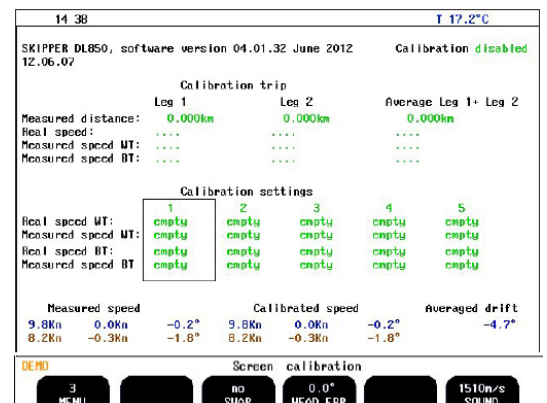 14 38 T 17.2°C
SKIPPER DL850, software version 04.01.32 June 2012 Calibration disabled
12.06.07
Calibration trip
Leg 1 Leg 2 Average Leg 1+ Leg 2
Measured distance: 0.000km 0.000km 0.000km
Real speed: .... .... ....
Measured speed WT: .... .... ....
Measured speed BT: .... .... ....
Calibration settings
1 2 3 4 5
Real speed WT: empty empty empty empty empty
Measured speed WT: empty empty empty empty empty
Real speed BT: empty empty empty empty empty
Measured speed BT empty empty empty empty empty
Measured speed Calibrated speed Averaged drift
9.8Kn 0.0Kn -0.2° 9.8Kn 0.0Kn -0.2° -4.7°
8.2Kn -0.3Kn -1.8° 8.2Kn -0.3Kn -1.8°
DEMO Screen calibration
3 no 0.0° 1510m/s
MENU SNAP HEAD ERR SOUND